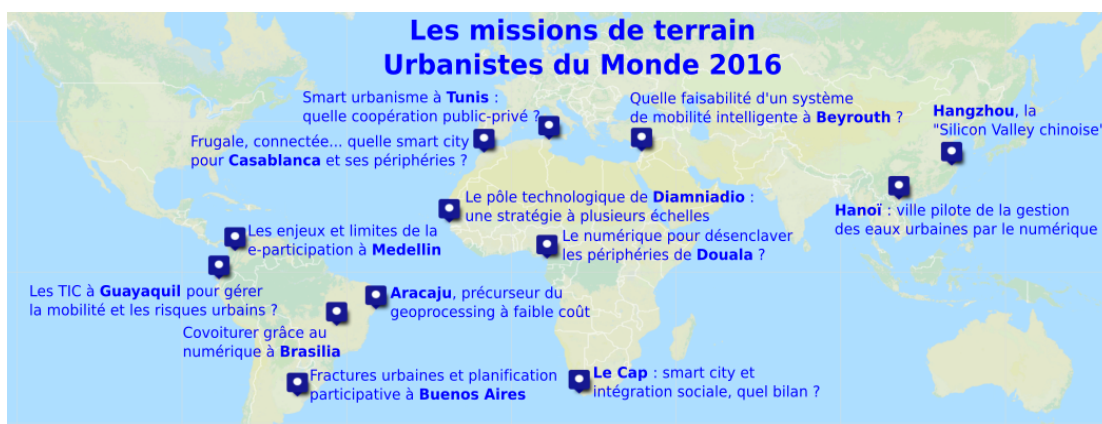 Les missions de terrain
Urbanistes du Monde 2016
Smart urbanisme à Tunis :
quelle coopération public-privé ?
Quelle faisabilité d'un système
de mobilité intelligente à Beyrouth ?
Hangzhou, la
"Silicon Valley chinoise"
Frugale, connectée... quelle smart city
pour Casablanca et ses périphéries ?
Le pôle technologique de Diamniadio :
une stratégie à plusieurs échelles
Hanoï : ville pilote de la gestion
des eaux urbaines par le numérique
Les enjeux et limites de la
e-participation à Medellin
Le numérique pour désenclaver
les périphéries de Douala ?
Les TIC à Guayaquil pour gérer
la mobilité et les risques urbains ?
Aracaju, précurseur du
geoprocessing à faible coût
Covoiturer grâce au
numérique à Brasilia
Fractures urbaines et planification
participative à Buenos Aires
Le Cap : smart city et
intégration sociale, quel bilan ?